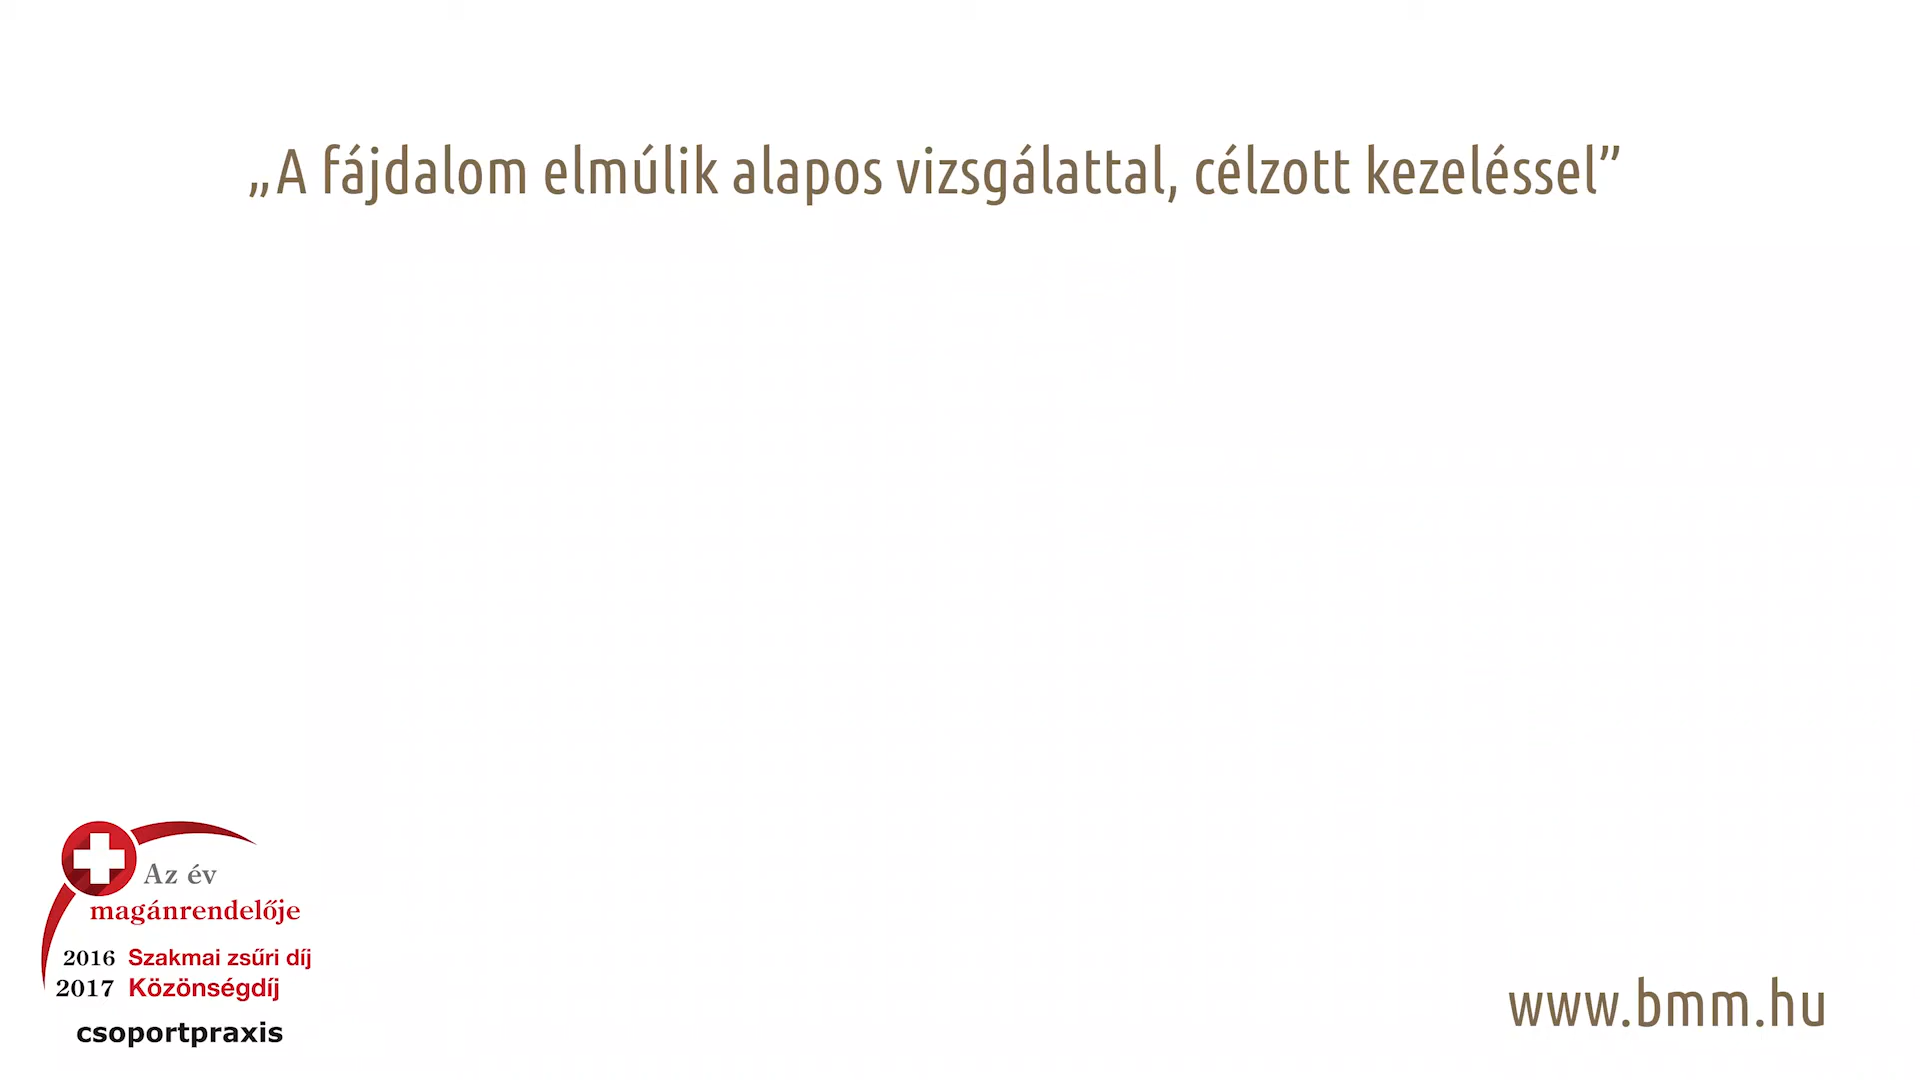 „A fájdalom elmúlik alapos vizsgálattal, célzott kezeléssel”
Az év
magánrendelője
2016 Szakmai zsűri díj
2017 Közönségdíj
csoportpraxis
www.bmm.hu